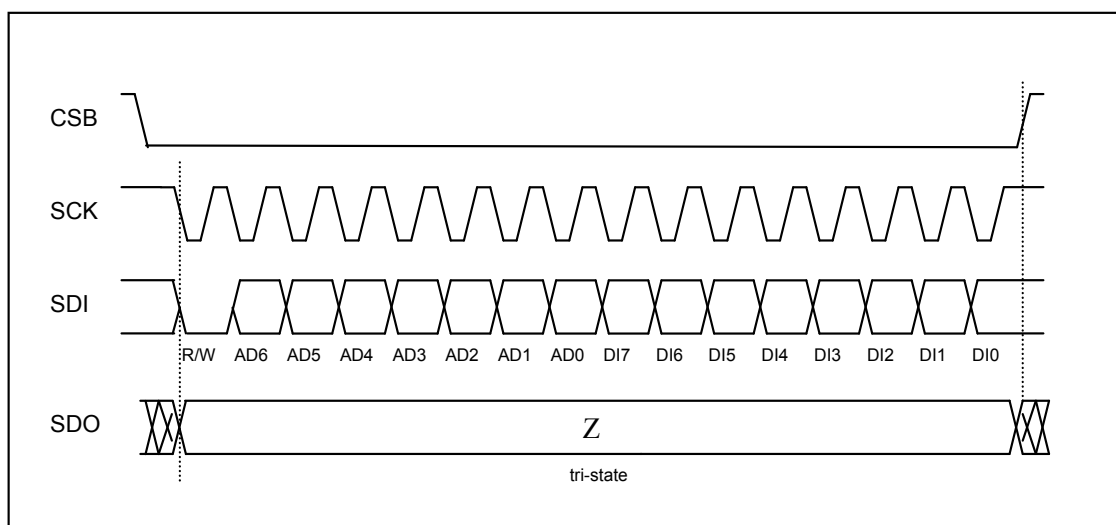 CSB
SCK
SDI
R/W AD6 AD5 AD4 AD3 AD2 AD1 AD0 DI7 DI6 DI5 DI4 DI3 DI2 DI1 DI0
SDO
Z
tri-state